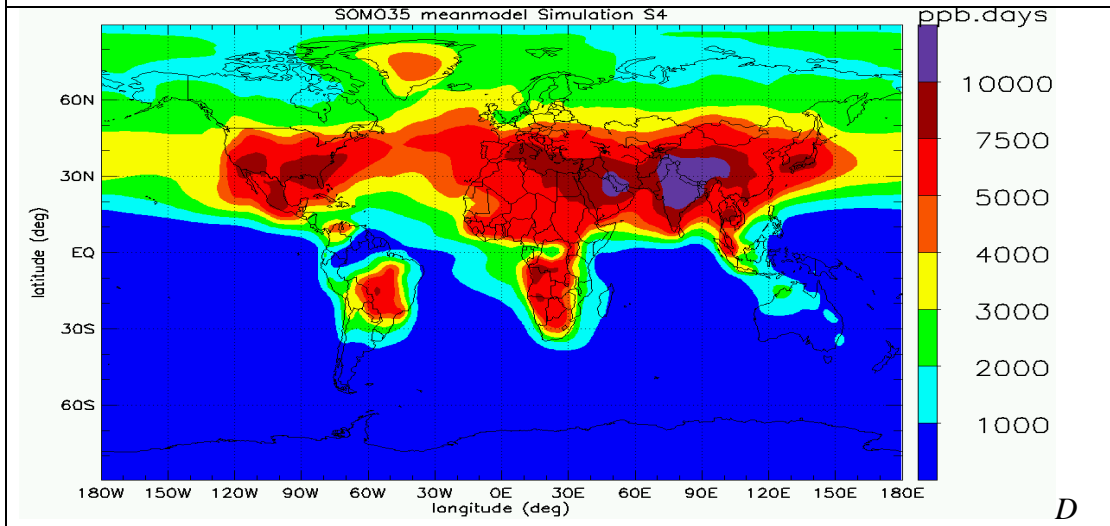 SOMO35 meanmodel Simulation S4
ppb.days
10000
7500
5000
4000
3000
2000
1000
latitude (deg)
60N
30N
EQ
30S
60S
180W 150W 120W 90W 60W 30W 0E 30E 60E 90E 120E 150E 180E
longitude (deg)
D